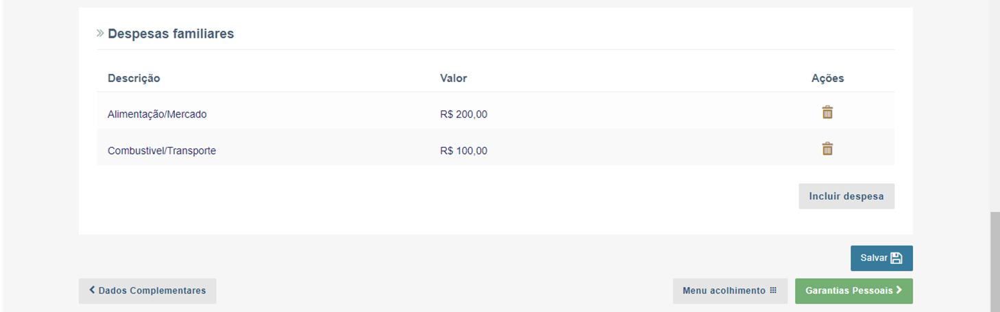 » Despesas familiares
Descrição Valor Ações
Alimentação/Mercado R$ 200,00
Combustivel/Transporte R$ 100,00
Incluir despesa
Salvar
Dados Complementares Menu acolhimento Garantias Pessoais